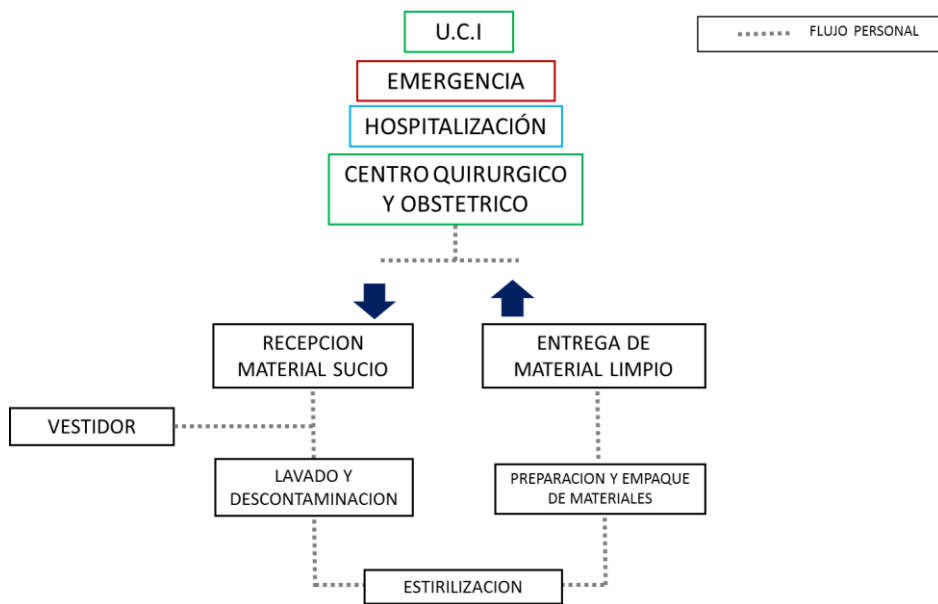 U.C.I
FLUJO PERSONAL
EMERGENCIA
HOSPITALIZACIÓN
CENTRO QUIRURGICO
Y OBSTETRICO
RECEPCION
MATERIAL SUCIO
ENTREGA DE
MATERIAL LIMPIO
VESTIDOR
LAVADO Y
DESCONTAMINACION
PREPARACION Y EMPAQUE
DE MATERIALES
ESTIRILIZACION